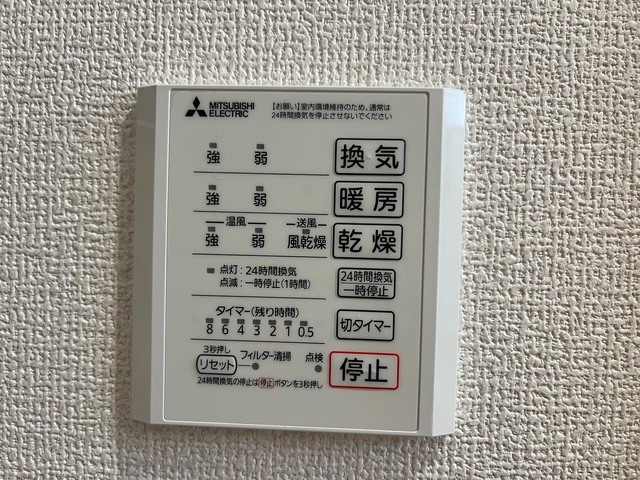 MITSUBISHI
ELECTRIC
【お願い】室内環境維持のため、通常は
24時間換気を停止させないでください
強 弱 換気
強 弱 暖房
温風 送風
強 弱 風乾燥 乾燥
点灯：24時間換気
点滅：一時停止(1時間)
24時間換気
一時停止
タイマー(残り時間)
8 6 4 3 2 1 0.5
切タイマー
3秒押し
リセット フィルター清掃 点検
停止
24時間換気の停止は停止ボタンを3秒押し